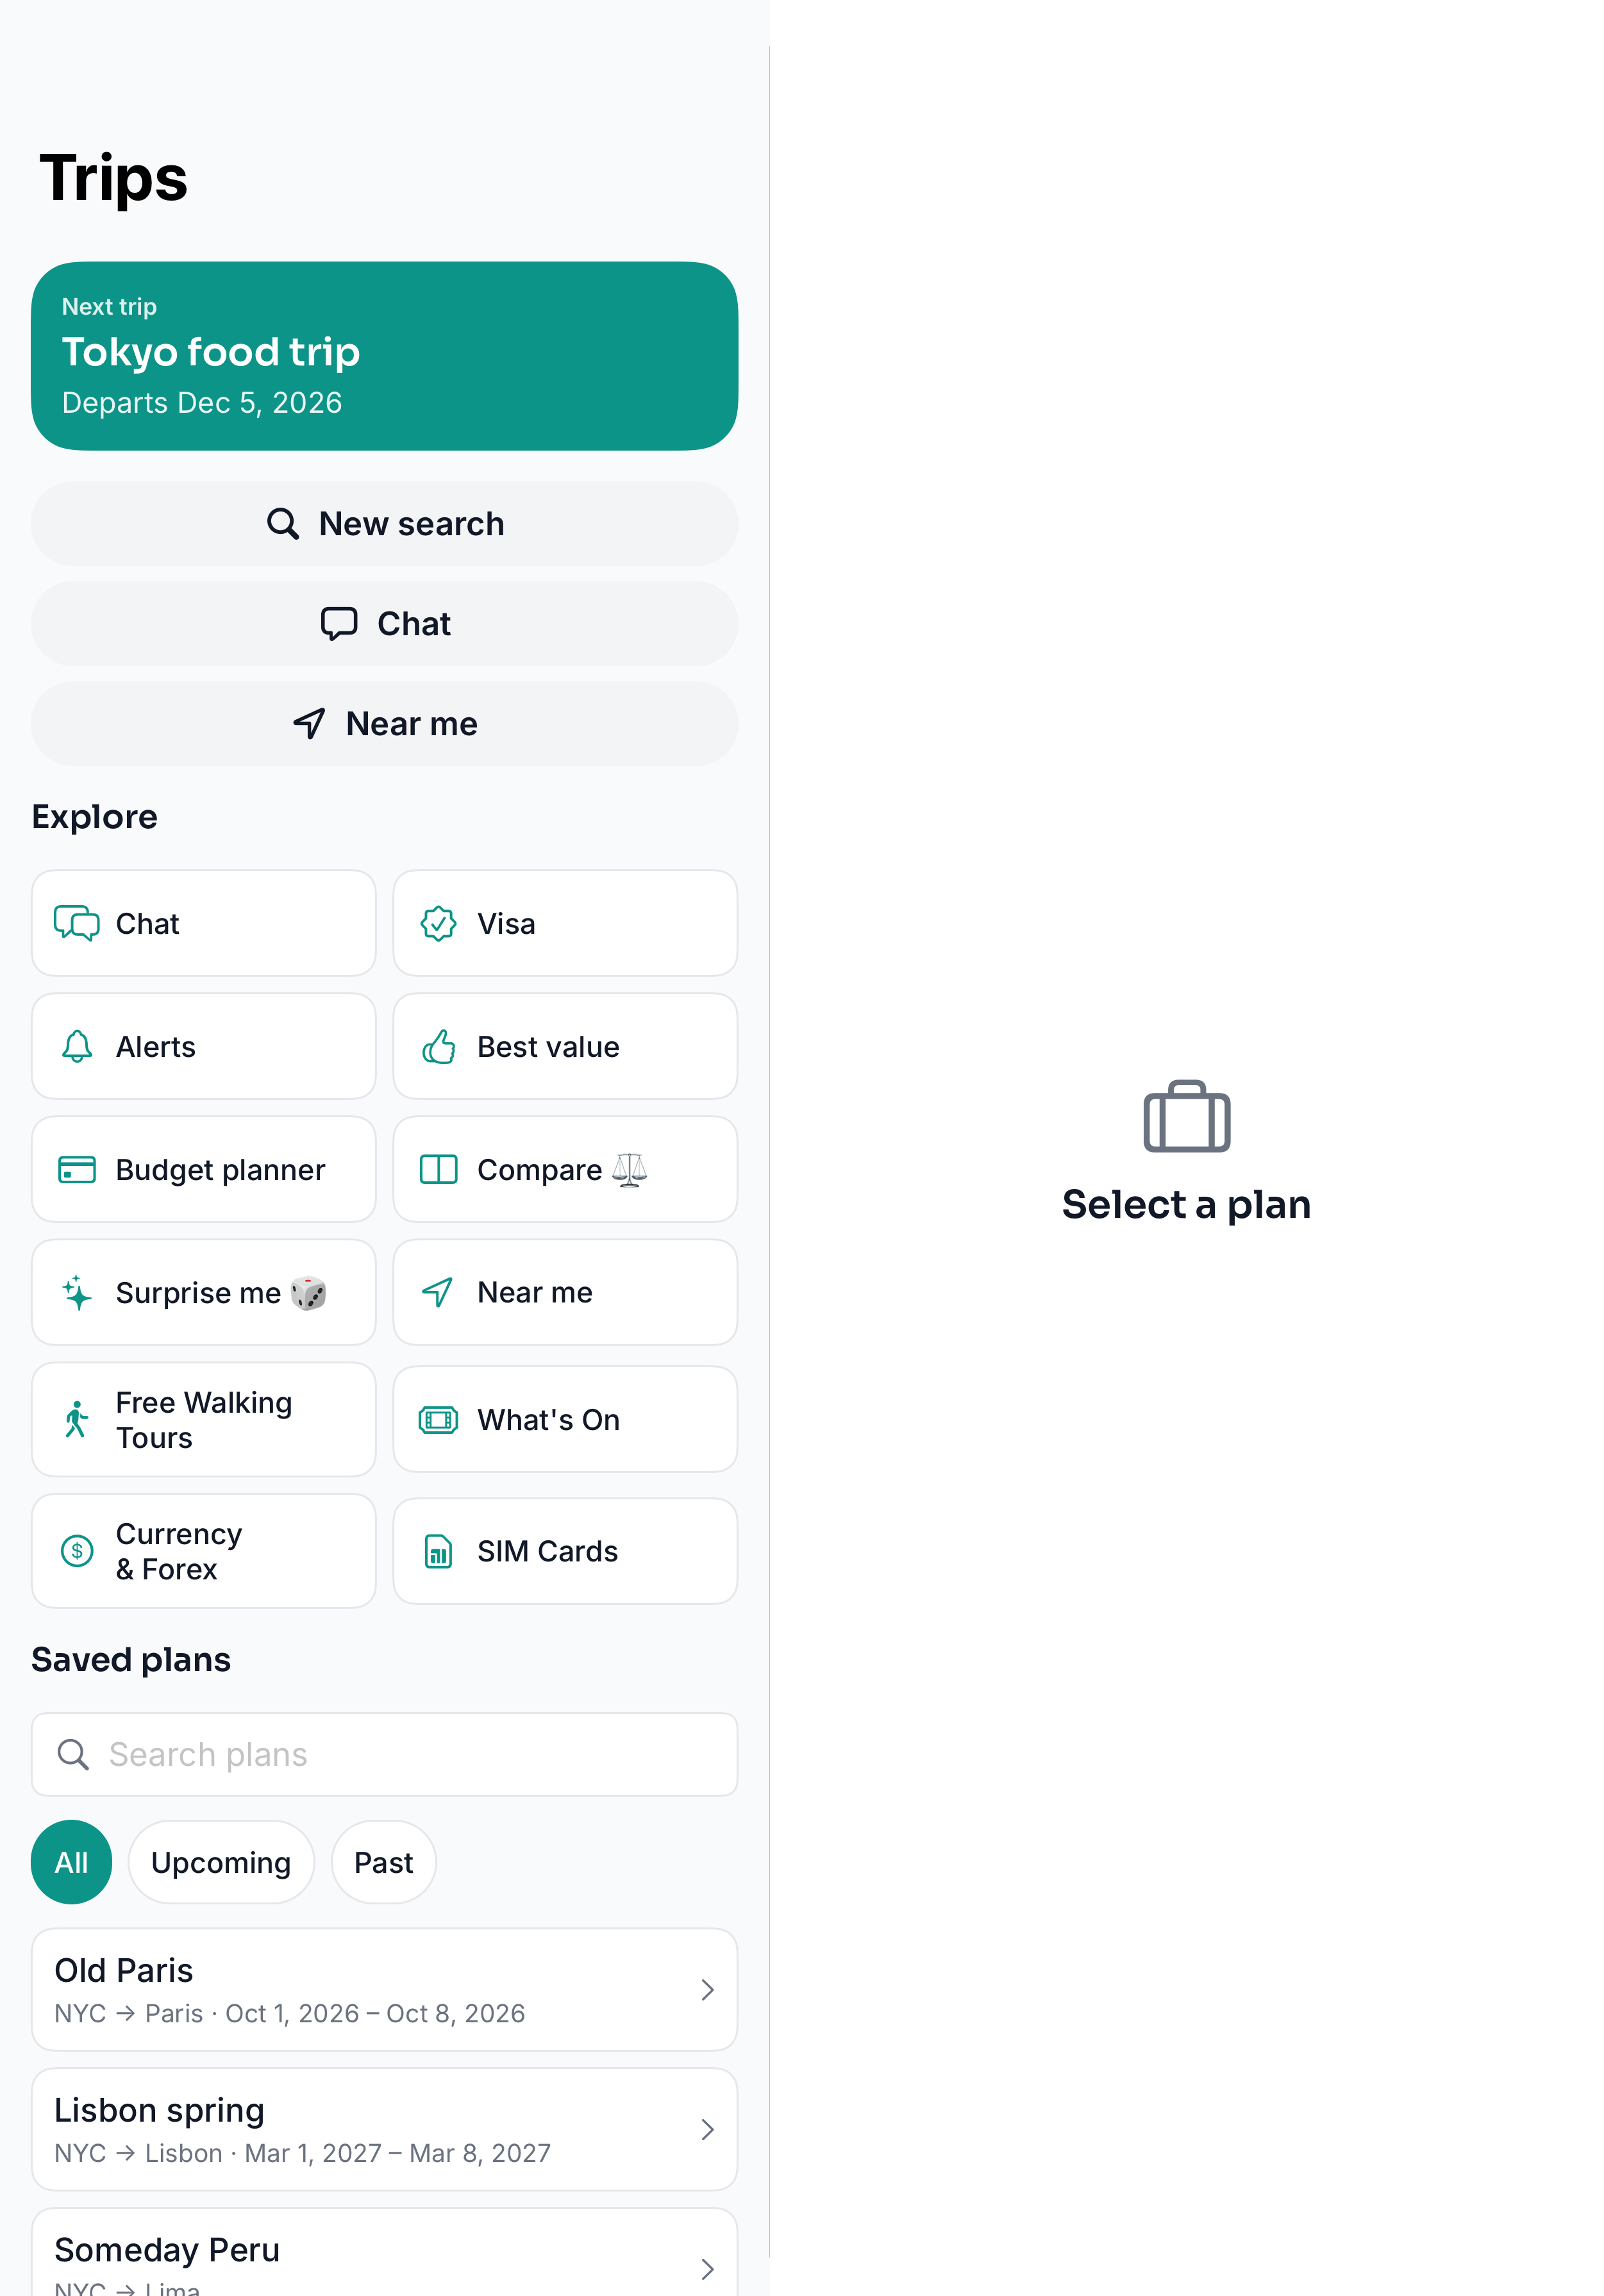 Trips
Next trip
Tokyo food trip
Departs Dec 5, 2026
New search
Chat
Near me
Explore
Chat
Visa
Alerts
Best value
Budget planner
Compare ⚖️
Surprise me 🎲
Near me
Free Walking
Tours
What's On
$
Currency
& Forex
SIM Cards
Saved plans
Search plans
All
Upcoming
Past
Old Paris
NYC → Paris · Oct 1, 2026 – Oct 8, 2026
Lisbon spring
NYC → Lisbon · Mar 1, 2027 – Mar 8, 2027
Someday Peru
NYC → Lima
Select a plan